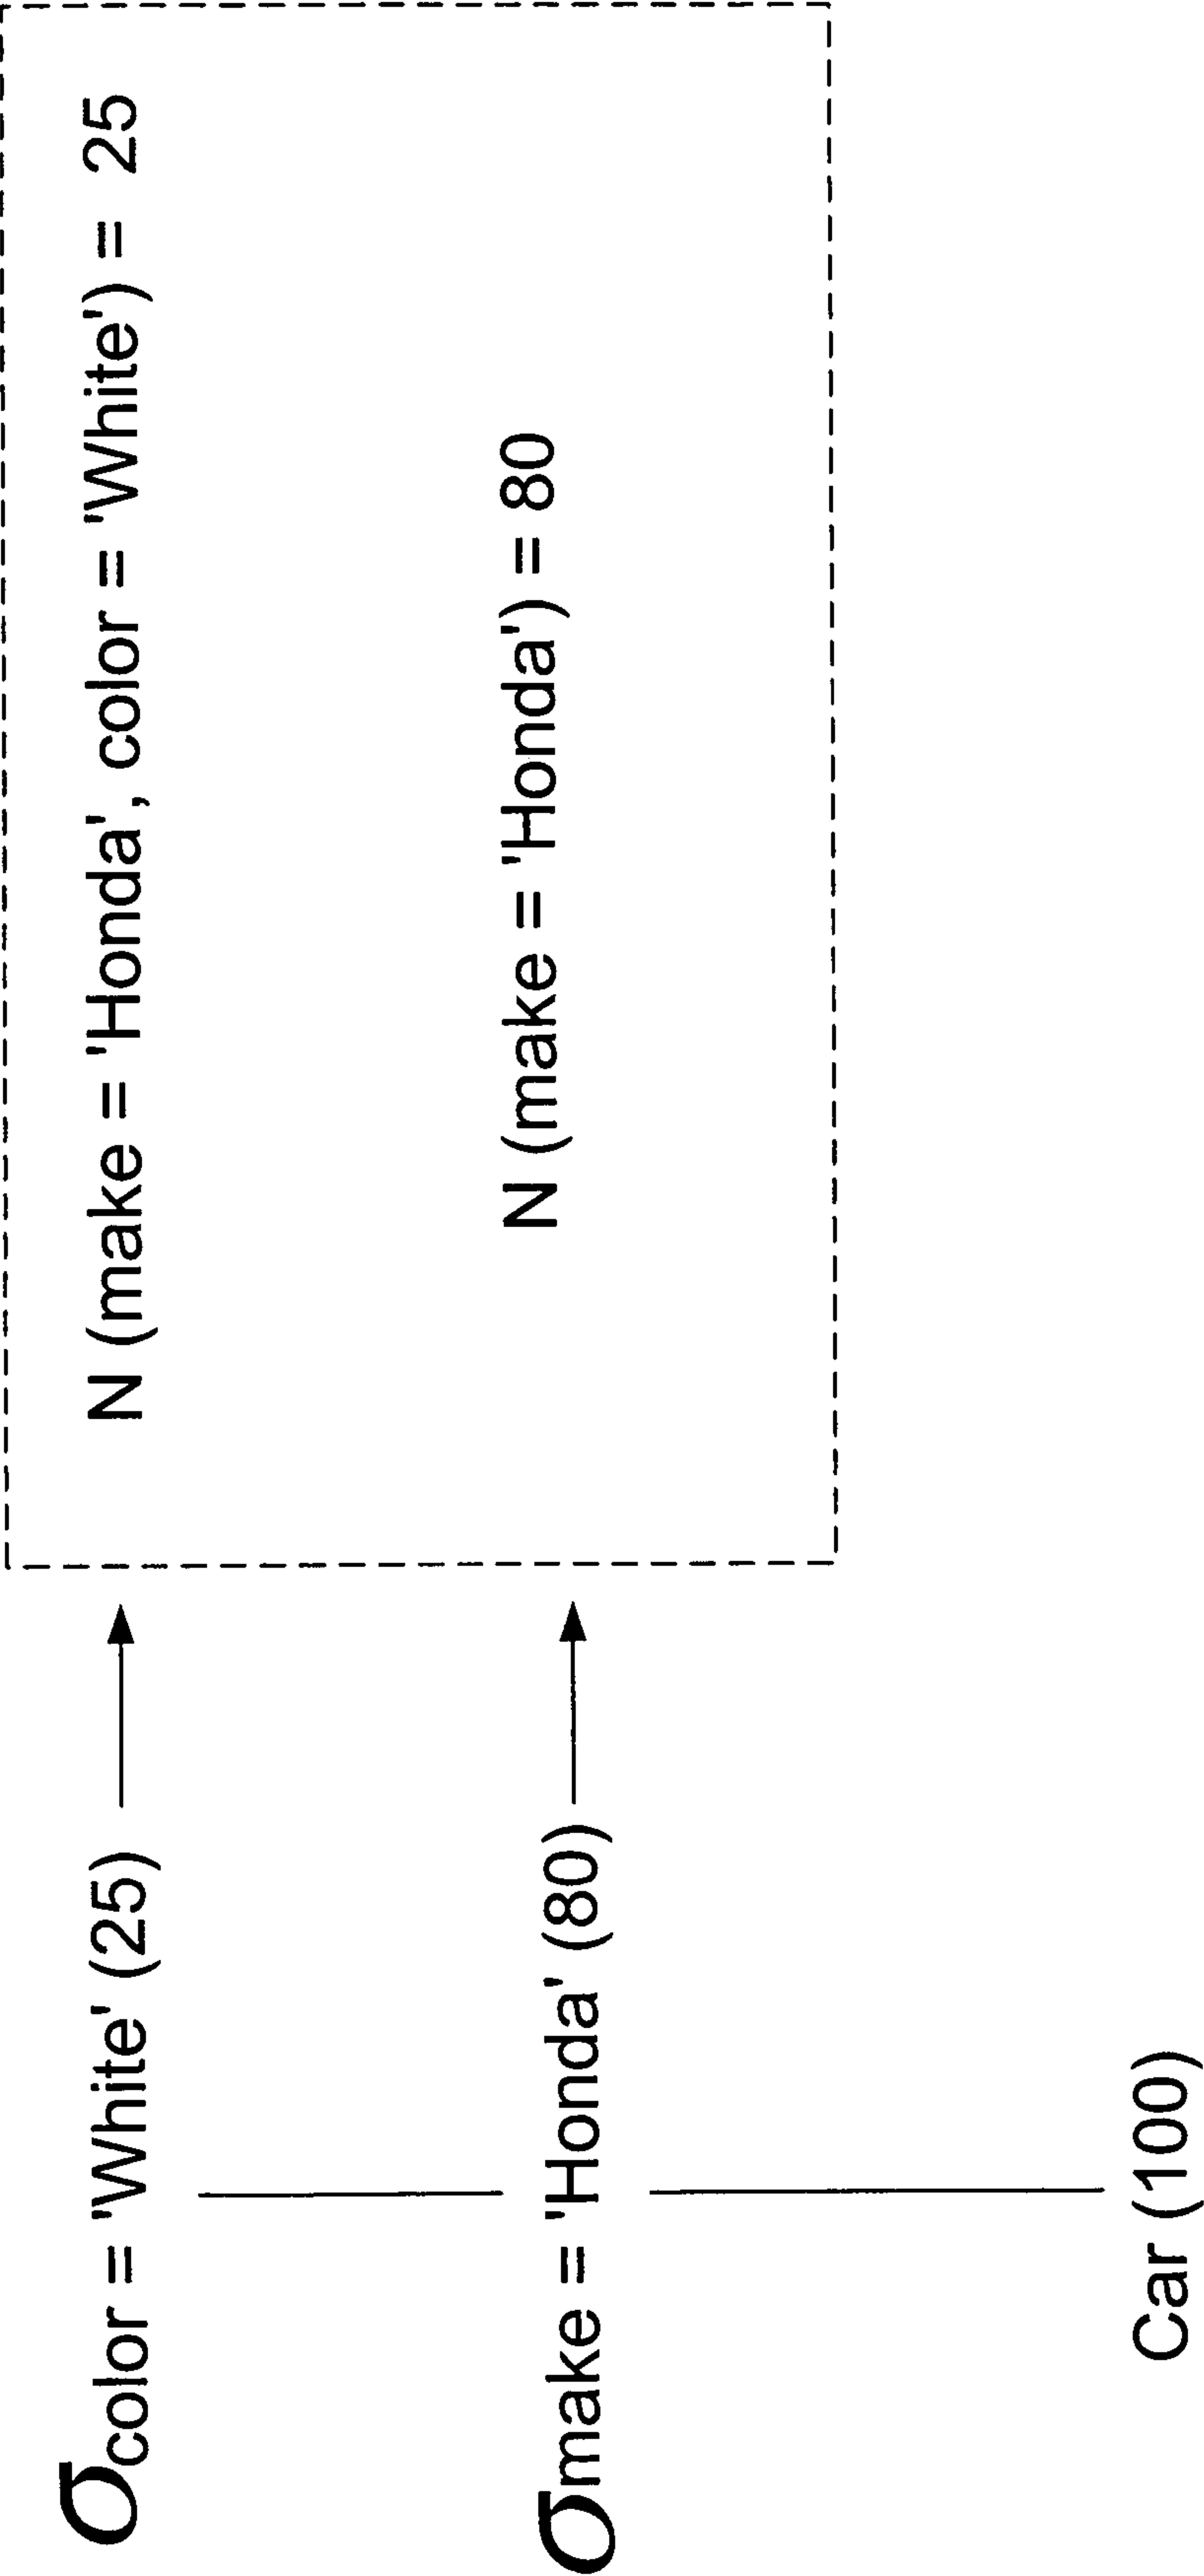 σcolor = 'White' (25)
N (make = 'Honda', color = 'White') = 25
σmake = 'Honda' (80)
N (make = 'Honda') = 80
Car (100)